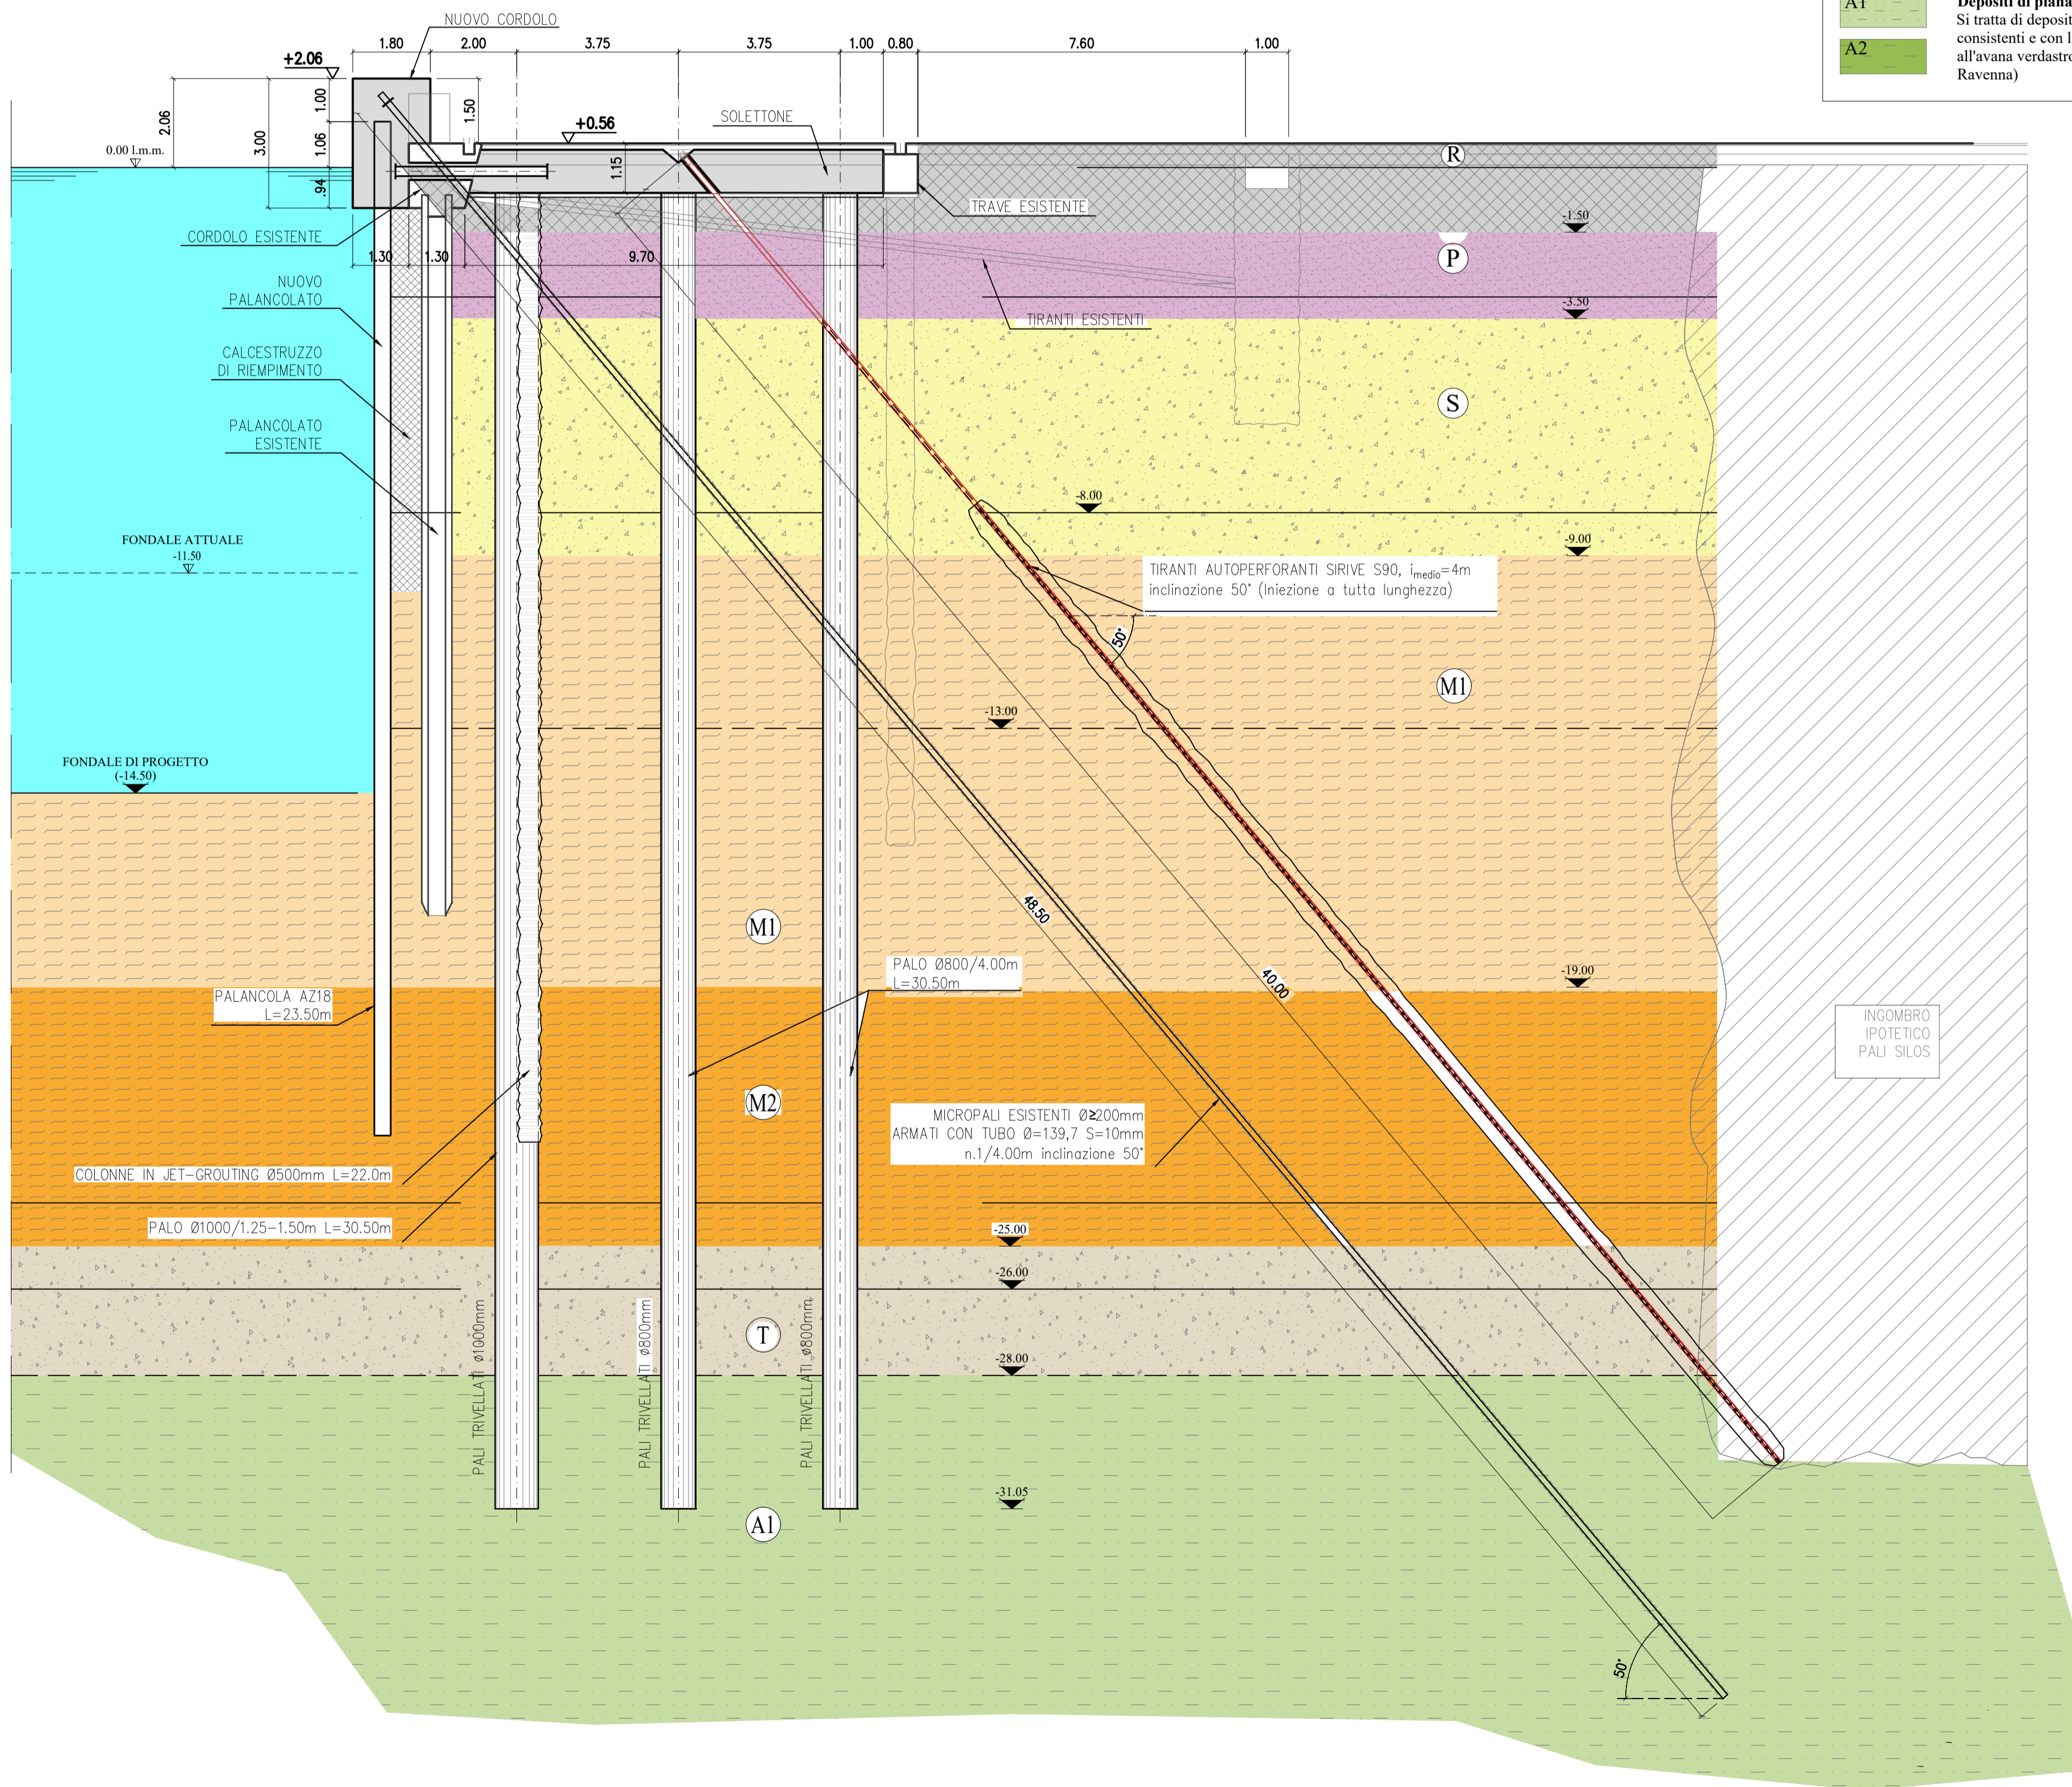 A1
Depositi di piana
Si tratta di deposit
consistenti e con l
A2
all'avana verdastro
Ravenna)
NUOVO CORDOLO
1.80
2.00
3.75
3.75
1.00
0.80
7.60
1.00
+2.06
2.06
3.00
1.00
1.06
.94
1.50
+0.56
SOLETTONE
1.15
0.00 l.m.m.
R
TRAVE ESISTENTE
-1.50
CORDOLO ESISTENTE
1.30
1.30
9.70
P
NUOVO
PALANCOLATO
-3.50
TIRANTI ESISTENTI
CALCESTRUZZO
DI RIEMPIMENTO
S
PALANCOLATO
ESISTENTE
-8.00
FONDALE ATTUALE
-11.50
-9.00
TIRANTI AUTOPERFORANTI SIRIVE S90, imedio=4m
inclinazione 50° (Iniezione a tutta lunghezza)
50°
M1
-13.00
FONDALE DI PROGETTO
(-14.50)
48.50
M1
PALO Ø800/4.00m
L=30.50m
40.00
-19.00
PALANCOLA AZ18
L=23.50m
INGOMBRO
IPOTETICO
PALI SILOS
M2
MICROPALI ESISTENTI Ø≥200mm
ARMATI CON TUBO Ø=139,7 S=10mm
n.1/4.00m inclinazione 50°
COLONNE IN JET-GROUTING Ø500mm L=22.0m
PALO Ø1000/1.25-1.50m L=30.50m
-25.00
-26.00
PALI TRIVELLATI Ø1000mm
PALI TRIVELLATI Ø800mm
PALI TRIVELLATI Ø800mm
T
-28.00
-31.05
A1
50°